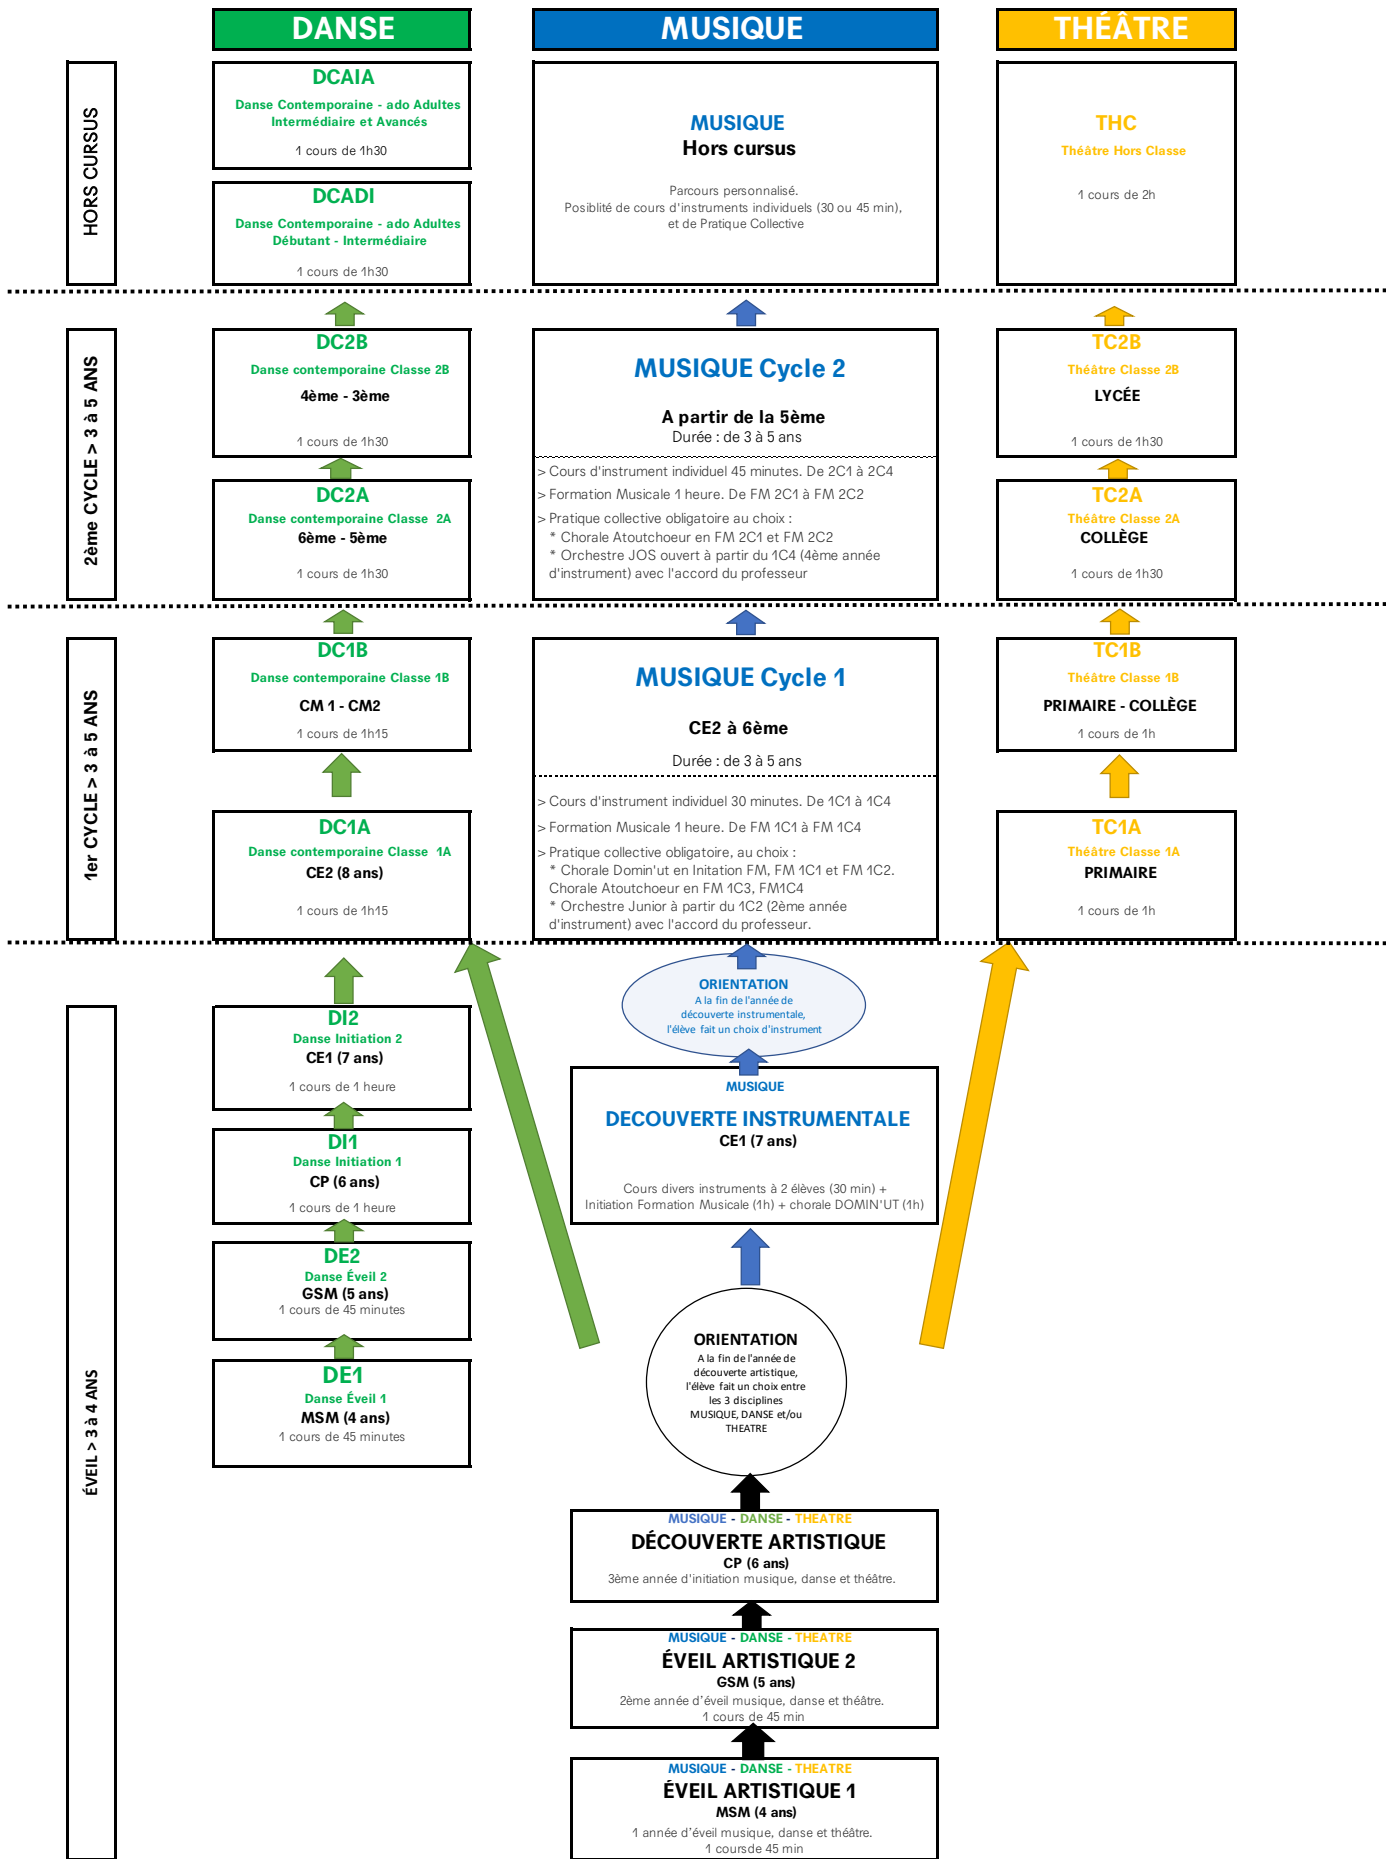 DANSE
MUSIQUE
THÉÂTRE
HORS CURSUS
DCAIA
Danse Contemporaine - ado Adultes
Intermédiaire et Avancés
1 cours de 1h30
DCADI
Danse Contemporaine - ado Adultes
Débutant - Intermédiaire
1 cours de 1h30
MUSIQUE
Hors cursus
Parcours personnalisé.
Posiblité de cours d'instruments individuels (30 ou 45 min),
et de Pratique Collective
THC
Théâtre Hors Classe
1 cours de 2h
2ème CYCLE > 3 à 5 ANS
DC2B
Danse contemporaine Classe 2B
4ème - 3ème
1 cours de 1h30
DC2A
Danse contemporaine Classe 2A
6ème - 5ème
1 cours de 1h30
MUSIQUE Cycle 2
A partir de la 5ème
Durée : de 3 à 5 ans
> Cours d'instrument individuel 45 minutes. De 2C1 à 2C4
> Formation Musicale 1 heure. De FM 2C1 à FM 2C2
> Pratique collective obligatoire au choix :
* Chorale Atoutchoeur en FM 2C1 et FM 2C2
* Orchestre JOS ouvert à partir du 1C4 (4ème année
d'instrument) avec l'accord du professeur
TC2B
Théâtre Classe 2B
LYCÉE
1 cours de 1h30
TC2A
Théâtre Classe 2A
COLLÈGE
1 cours de 1h30
1er CYCLE > 3 à 5 ANS
DC1B
Danse contemporaine Classe 1B
CM 1 - CM2
1 cours de 1h15
DC1A
Danse contemporaine Classe 1A
CE2 (8 ans)
1 cours de 1h15
MUSIQUE Cycle 1
CE2 à 6ème
Durée : de 3 à 5 ans
> Cours d'instrument individuel 30 minutes. De 1C1 à 1C4
> Formation Musicale 1 heure. De FM 1C1 à FM 1C4
> Pratique collective obligatoire, au choix :
* Chorale Domin'ut en Initation FM, FM 1C1 et FM 1C2.
Chorale Atoutchoeur en FM 1C3, FM1C4
* Orchestre Junior à partir du 1C2 (2ème année
d'instrument) avec l'accord du professeur.
TC1B
Théâtre Classe 1B
PRIMAIRE - COLLÈGE
1 cours de 1h
TC1A
Théâtre Classe 1A
PRIMAIRE
1 cours de 1h
ÉVEIL > 3 à 4 ANS
DI2
Danse Initiation 2
CE1 (7 ans)
1 cours de 1 heure
DI1
Danse Initiation 1
CP (6 ans)
1 cours de 1 heure
DE2
Danse Éveil 2
GSM (5 ans)
1 cours de 45 minutes
DE1
Danse Éveil 1
MSM (4 ans)
1 cours de 45 minutes
ORIENTATION
A la fin de l'année de
découverte instrumentale,
l'élève fait un choix d'instrument
MUSIQUE
DECOUVERTE INSTRUMENTALE
CE1 (7 ans)
Cours divers instruments à 2 élèves (30 min) +
Initiation Formation Musicale (1h) + chorale DOMIN'UT (1h)
ORIENTATION
A la fin de l'année de
découverte artistique,
l'élève fait un choix entre
les 3 disciplines
MUSIQUE, DANSE et/ou
THEATRE
MUSIQUE - DANSE - THEATRE
DÉCOUVERTE ARTISTIQUE
CP (6 ans)
3ème année d'initiation musique, danse et théâtre.
MUSIQUE - DANSE - THEATRE
ÉVEIL ARTISTIQUE 2
GSM (5 ans)
2ème année d'éveil musique, danse et théâtre.
1 cours de 45 min
MUSIQUE - DANSE - THEATRE
ÉVEIL ARTISTIQUE 1
MSM (4 ans)
1 année d'éveil musique, danse et théâtre.
1 coursde 45 min